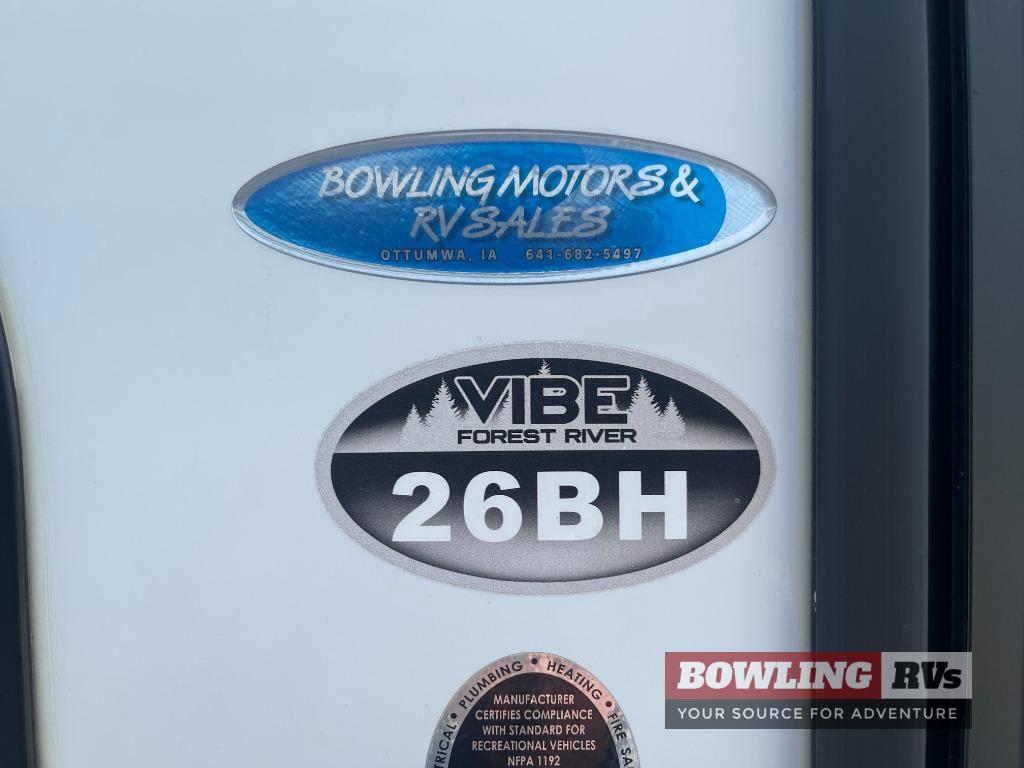 BOWLING MOTORS &
RV SALES
OTTUMWA, IA 641-682-5497
VIBE
FOREST RIVER
26BH
PLUMBING • HEATING •
MANUFACTURER
CERTIFIES COMPLIANCE
WITH STANDARD FOR
RECREATIONAL VEHICLES
NFPA 1192
BOWLING RVs
YOUR SOURCE FOR ADVENTURE